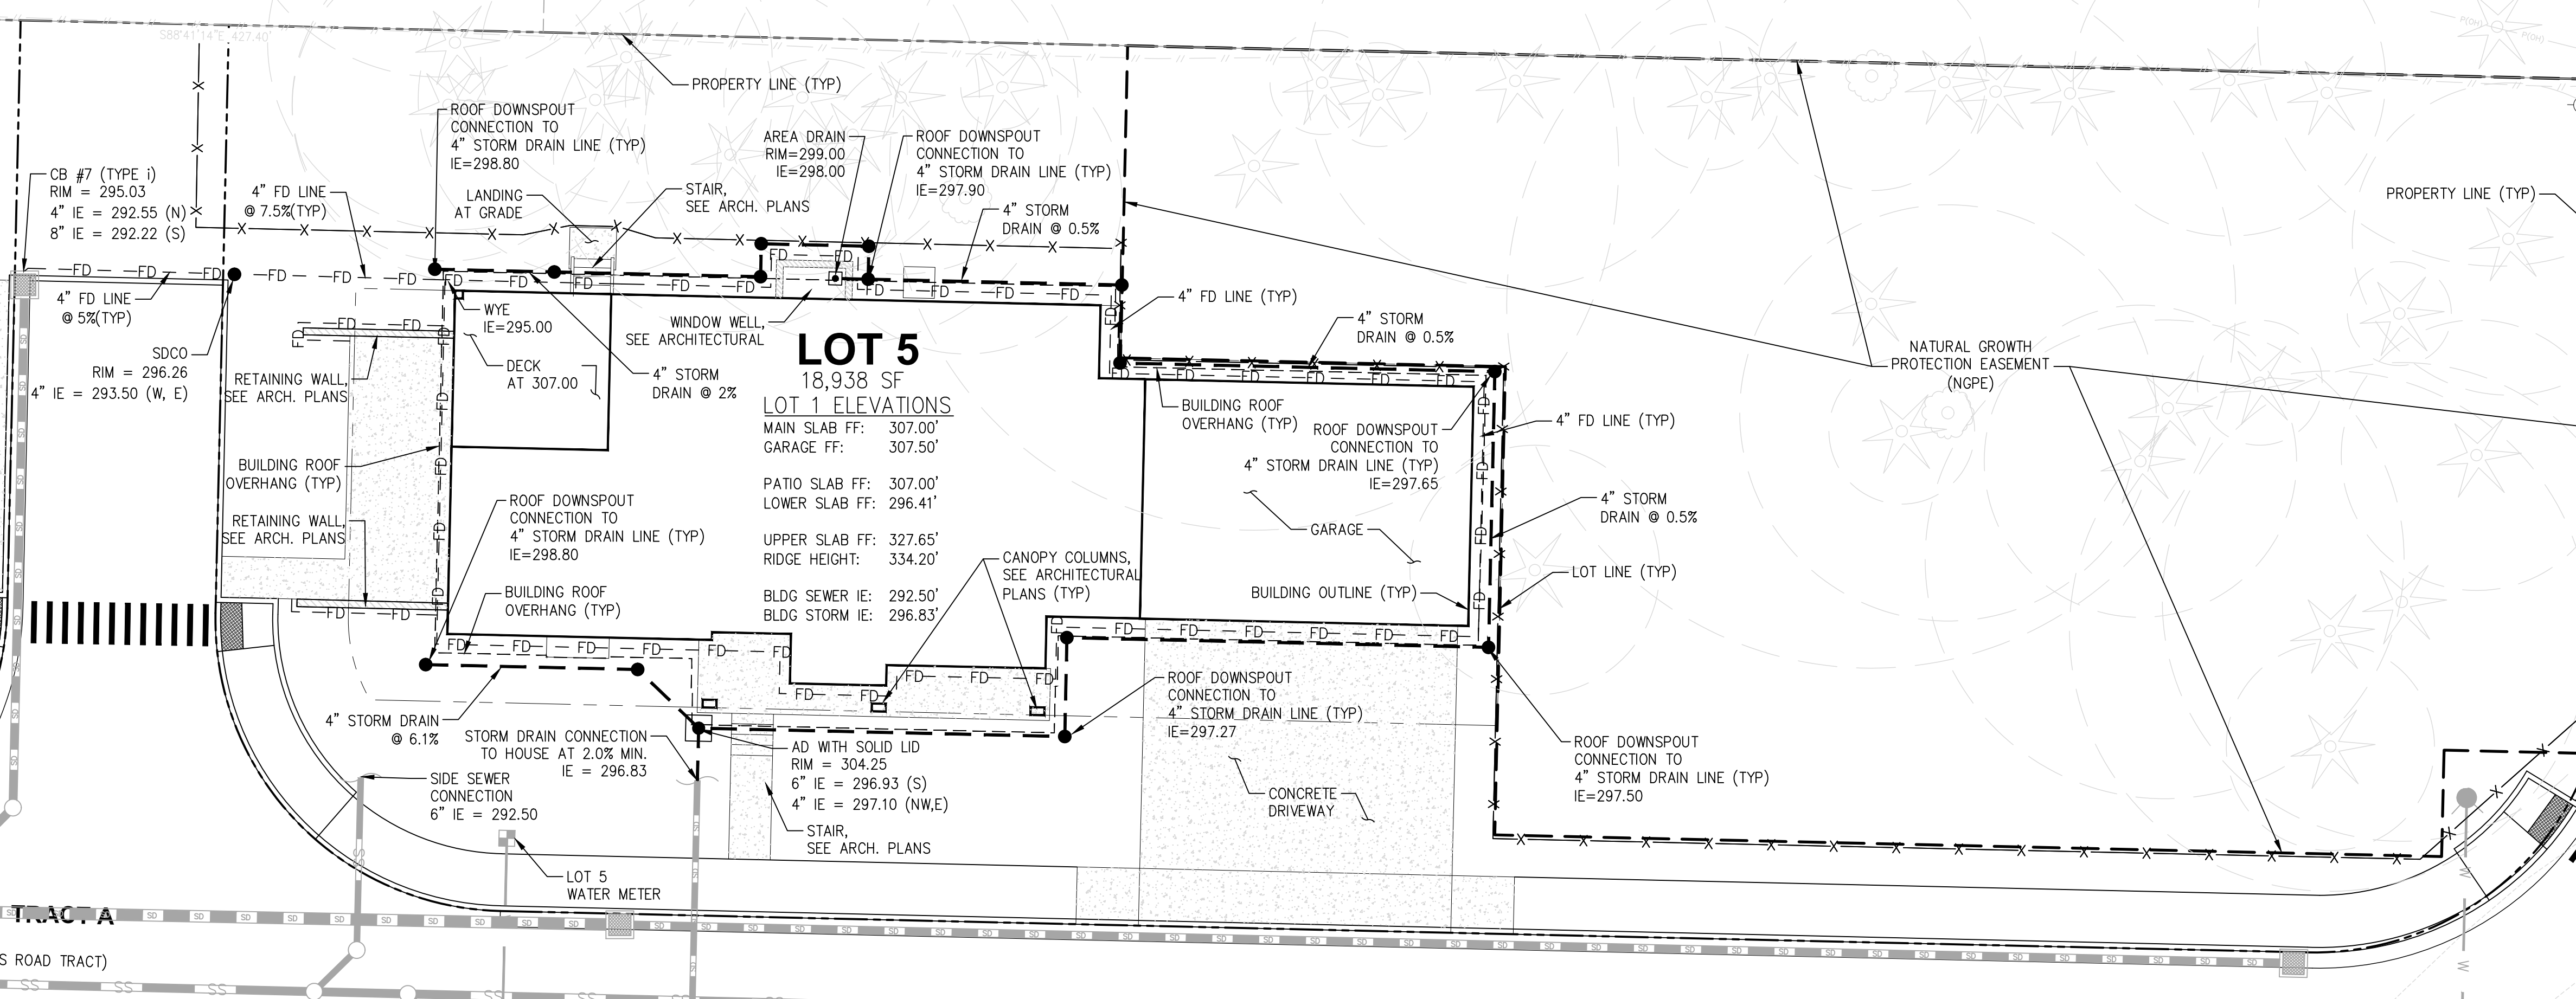 S88°41'14"E 427.40'
P(OH)
P(OH)
PROPERTY LINE (TYP)
ROOF DOWNSPOUT
CONNECTION TO
4" STORM DRAIN LINE (TYP)
IE=298.80
AREA DRAIN
RIM=299.00
IE=298.00
ROOF DOWNSPOUT
CONNECTION TO
4" STORM DRAIN LINE (TYP)
IE=297.90
CB #7 (TYPE i)
RIM = 295.03
4" IE = 292.55 (N)
8" IE = 292.22 (S)
4" FD LINE
@ 7.5%(TYP)
LANDING
AT GRADE
STAIR,
SEE ARCH. PLANS
4" STORM
DRAIN @ 0.5%
PROPERTY LINE (TYP)
4" FD LINE
@ 5%(TYP)
SDCO
RIM = 296.26
4" IE = 293.50 (W, E)
WYE
IE=295.00
WINDOW WELL,
SEE ARCHITECTURAL
4" FD LINE (TYP)
4" STORM
DRAIN @ 0.5%
NATURAL GROWTH
PROTECTION EASEMENT
(NGPE)
RETAINING WALL,
SEE ARCH. PLANS
DECK
AT 307.00
4" STORM
DRAIN @ 2%
LOT 5
18,938 SF
LOT 1 ELEVATIONS
MAIN SLAB FF: 307.00'
GARAGE FF: 307.50'
PATIO SLAB FF: 307.00'
LOWER SLAB FF: 296.41'
UPPER SLAB FF: 327.65'
RIDGE HEIGHT: 334.20'
BLDG SEWER IE: 292.50'
BLDG STORM IE: 296.83'
BUILDING ROOF
OVERHANG (TYP)
ROOF DOWNSPOUT
CONNECTION TO
4" STORM DRAIN LINE (TYP)
IE=297.65
4" FD LINE (TYP)
BUILDING ROOF
OVERHANG (TYP)
ROOF DOWNSPOUT
CONNECTION TO
4" STORM DRAIN LINE (TYP)
IE=298.80
4" STORM
DRAIN @ 0.5%
RETAINING WALL,
SEE ARCH. PLANS
GARAGE
CANOPY COLUMNS,
SEE ARCHITECTURAL
PLANS (TYP)
LOT LINE (TYP)
BUILDING ROOF
OVERHANG (TYP)
BUILDING OUTLINE (TYP)
ROOF DOWNSPOUT
CONNECTION TO
4" STORM DRAIN LINE (TYP)
IE=297.27
4" STORM DRAIN
@ 6.1%
STORM DRAIN CONNECTION
TO HOUSE AT 2.0% MIN.
IE = 296.83
AD WITH SOLID LID
RIM = 304.25
6" IE = 296.93 (S)
4" IE = 297.10 (NW,E)
ROOF DOWNSPOUT
CONNECTION TO
4" STORM DRAIN LINE (TYP)
IE=297.50
SIDE SEWER
CONNECTION
6" IE = 292.50
CONCRETE
DRIVEWAY
STAIR,
SEE ARCH. PLANS
LOT 5
WATER METER
TRACT A
S ROAD TRACT)